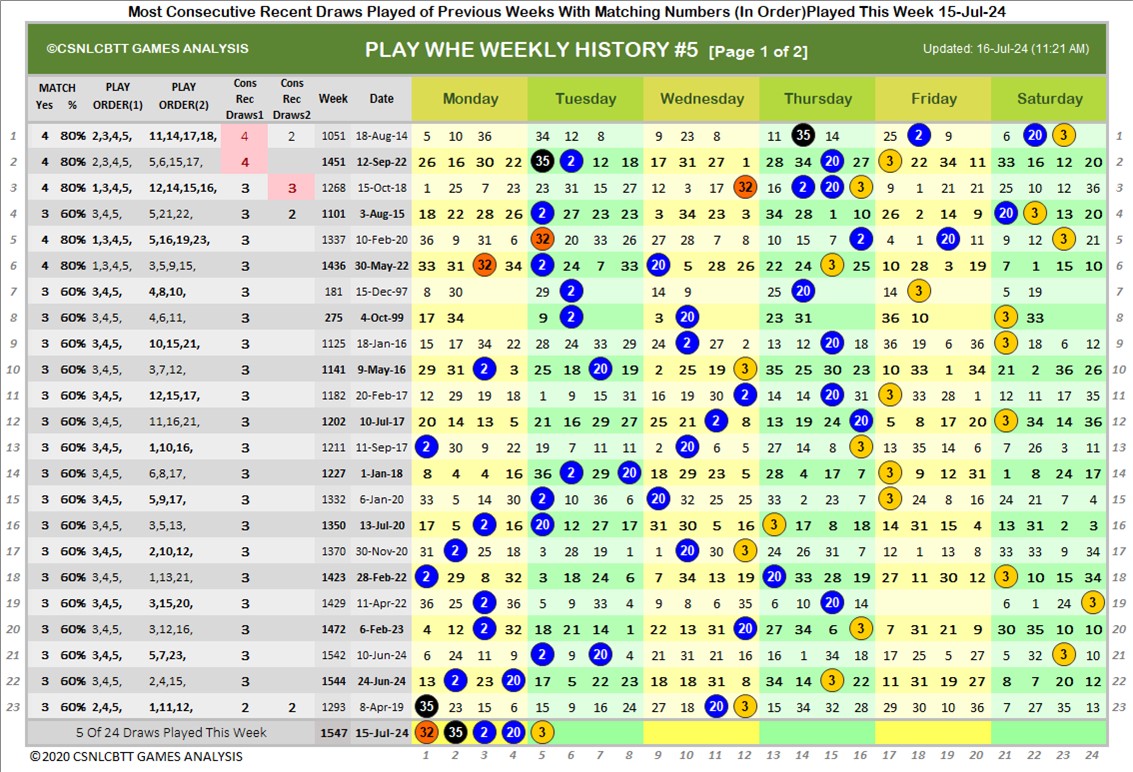 Most Consecutive Recent Draws Played of Previous Weeks With Matching Numbers (In Order)Played This Week 15-Jul-24
©CSNLCBTT GAMES ANALYSIS PLAY WHE WEEKLY HISTORY #5 [Page 1 of 2] Updated: 16-Jul-24 (11:21 AM)
MATCH Yes % PLAY ORDER(1) PLAY ORDER(2) Cons Rec Draws1 Cons Rec Draws2 Week Date Monday Tuesday Wednesday Thursday Friday Saturday
1 4 80% 2,3,4,5, 11,14,17,18, 4 2 1051 18-Aug-14 5 10 36 34 12 8 9 23 8 11 35 14 25 2 9 6 20 3 1
2 4 80% 2,3,4,5, 5,6,15,17, 4 1451 12-Sep-22 26 16 30 22 35 2 12 18 17 31 27 1 28 34 20 27 3 22 34 11 33 16 12 20 2
3 4 80% 1,3,4,5, 12,14,15,16, 3 3 1268 15-Oct-18 1 25 7 23 23 31 15 27 12 3 17 32 16 2 20 3 9 1 21 21 25 10 12 36 3
4 3 60% 3,4,5, 5,21,22, 3 2 1101 3-Aug-15 18 22 28 26 2 27 23 23 3 34 23 3 34 28 1 10 26 2 14 9 20 3 13 20 4
5 4 80% 1,3,4,5, 5,16,19,23, 3 1337 10-Feb-20 36 9 31 6 32 20 33 26 27 28 7 8 10 15 7 2 4 1 20 11 9 12 3 21 5
6 4 80% 1,3,4,5, 3,5,9,15, 3 1436 30-May-22 33 31 32 34 2 24 7 33 20 5 28 26 22 24 3 25 10 28 3 19 7 1 15 10 6
7 3 60% 3,4,5, 4,8,10, 3 181 15-Dec-97 8 30 29 2 14 9 25 20 14 3 5 19 7
8 3 60% 3,4,5, 4,6,11, 3 275 4-Oct-99 17 34 9 2 3 20 23 31 36 10 3 33 8
9 3 60% 3,4,5, 10,15,21, 3 1125 18-Jan-16 15 17 34 22 28 24 33 29 24 2 27 2 13 12 20 18 36 19 6 36 3 18 6 12 9
10 3 60% 3,4,5, 3,7,12, 3 1141 9-May-16 29 31 2 3 25 18 20 19 2 25 19 3 35 25 30 23 10 33 1 34 21 2 36 26 10
11 3 60% 3,4,5, 12,15,17, 3 1182 20-Feb-17 12 29 19 18 1 9 15 31 16 19 30 2 14 14 20 31 3 33 28 1 12 11 17 35 11
12 3 60% 3,4,5, 11,16,21, 3 1202 10-Jul-17 20 14 13 5 21 16 29 27 25 21 2 8 13 19 24 20 5 8 17 20 3 34 14 36 12
13 3 60% 3,4,5, 1,10,16, 3 1211 11-Sep-17 2 30 9 22 19 7 11 11 2 20 6 5 27 14 8 3 13 35 14 6 7 26 3 11 13
14 3 60% 3,4,5, 6,8,17, 3 1227 1-Jan-18 8 4 4 16 36 2 29 20 18 29 23 5 28 4 17 7 3 9 12 31 1 8 24 17 14
15 3 60% 3,4,5, 5,9,17, 3 1332 6-Jan-20 33 5 14 30 2 10 36 6 20 32 25 25 33 2 23 7 3 24 8 16 24 21 7 4 15
16 3 60% 3,4,5, 3,5,13, 3 1350 13-Jul-20 17 5 2 16 20 12 27 17 31 30 5 16 3 17 8 18 14 31 15 4 13 31 2 3 16
17 3 60% 3,4,5, 2,10,12, 3 1370 30-Nov-20 31 2 25 18 3 28 19 1 1 20 30 3 24 26 31 7 12 1 13 8 33 33 9 34 17
18 3 60% 3,4,5, 1,13,21, 3 1423 28-Feb-22 2 29 8 32 3 18 24 6 7 34 13 19 20 33 28 19 27 11 30 12 3 10 15 34 18
19 3 60% 3,4,5, 3,15,20, 3 1429 11-Apr-22 36 25 2 36 5 9 33 4 9 8 6 35 6 10 20 14 6 1 24 3 19
20 3 60% 3,4,5, 3,12,16, 3 1472 6-Feb-23 4 12 2 32 18 21 14 1 22 13 31 20 27 34 6 3 7 31 21 9 30 35 10 10 20
21 3 60% 3,4,5, 5,7,23, 3 1542 10-Jun-24 6 24 11 9 2 9 20 4 21 31 21 16 16 1 34 18 17 25 5 27 5 32 3 10 21
22 3 60% 3,4,5, 2,4,15, 3 1544 24-Jun-24 13 2 23 20 17 5 22 23 18 18 31 8 34 14 3 22 11 31 19 27 8 7 20 12 22
23 3 60% 2,4,5, 1,11,12, 2 2 1293 8-Apr-19 35 23 15 6 15 9 16 24 27 18 20 3 15 34 32 28 29 30 10 36 7 27 35 13 23
5 Of 24 Draws Played This Week 1547 15-Jul-24 32 35 2 20 3
©2020 CSNLCBTT GAMES ANALYSIS 1 2 3 4 5 6 7 8 9 10 11 12 13 14 15 16 17 18 19 20 21 22 23 24